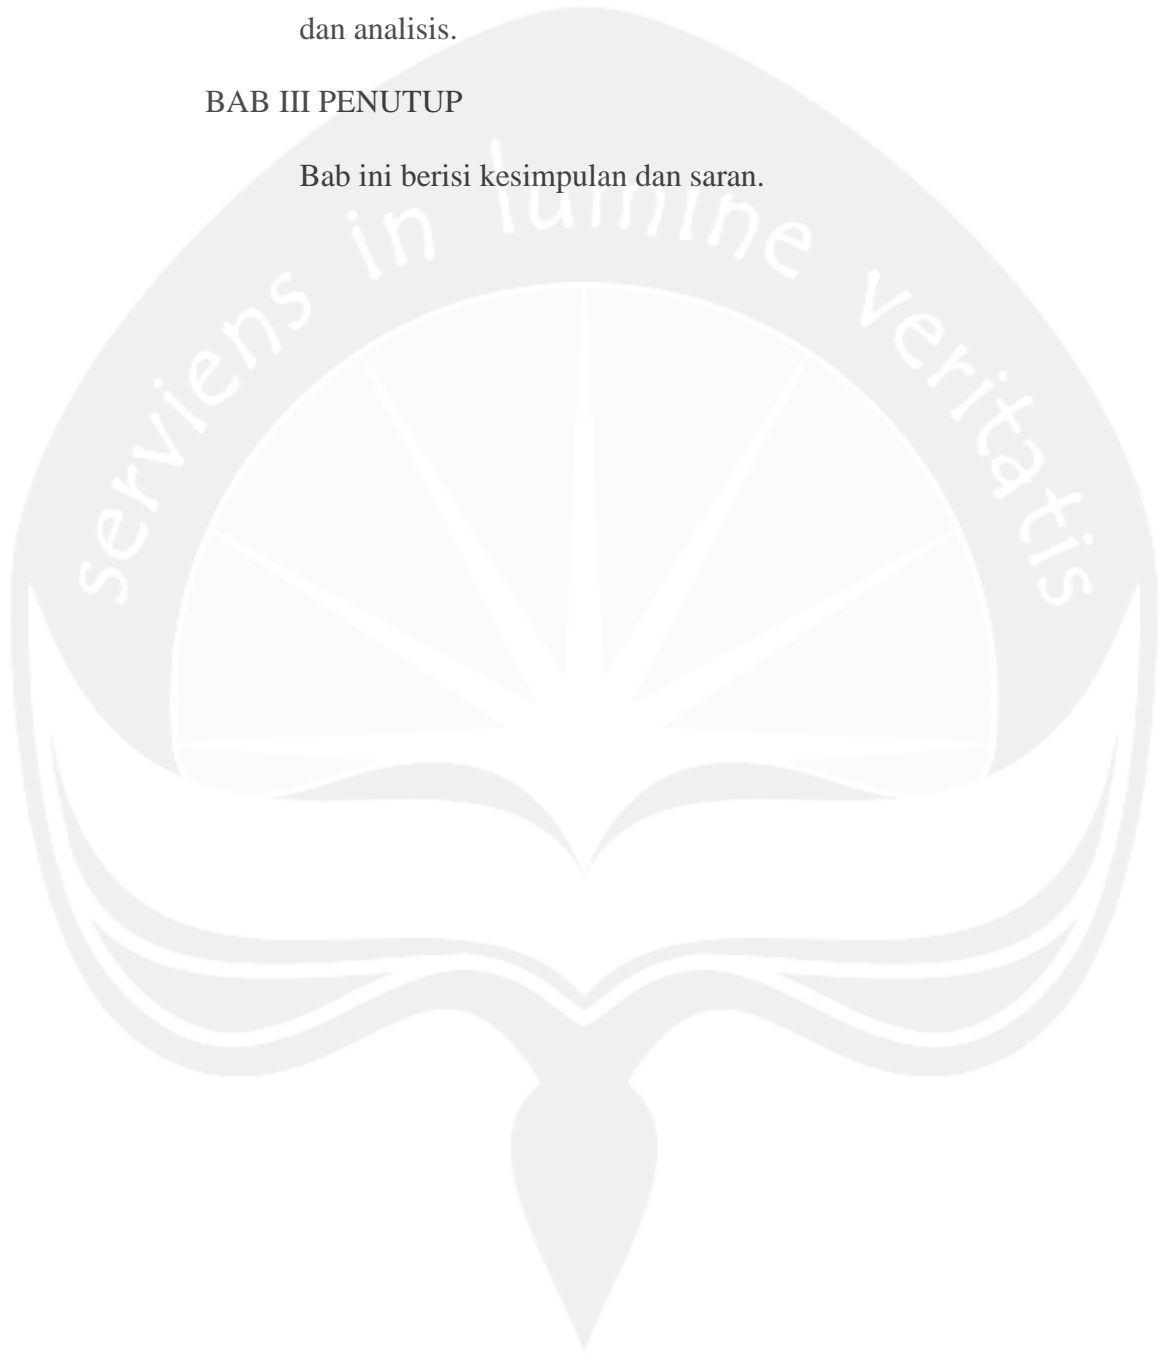 dan analisis.
BAB III PENUTUP
Bab ini berisi kesimpulan dan saran.
serviens in lumine veritatis